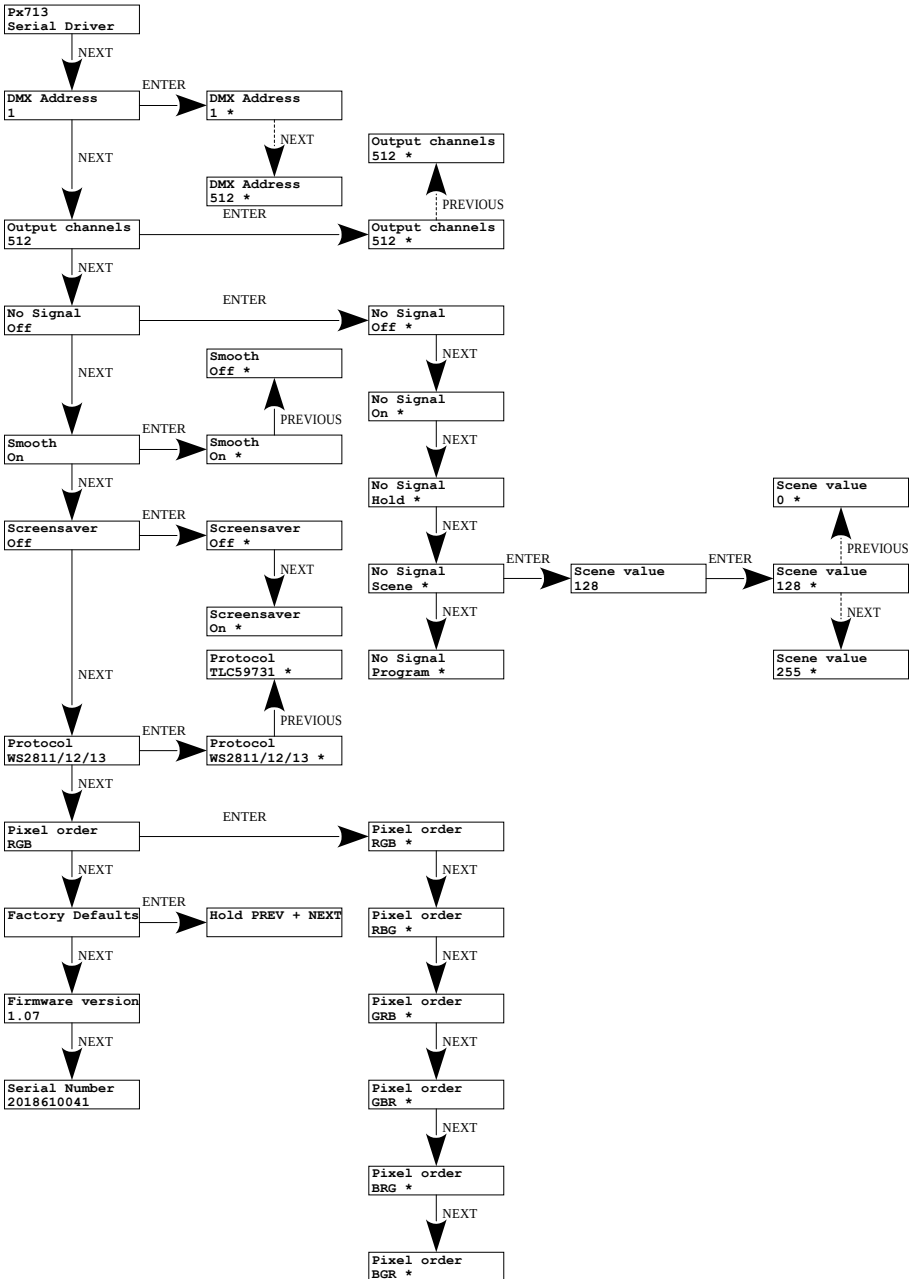 Px713
Serial Driver
NEXT
DMX Address
1
ENTER
DMX Address
1 *
NEXT
DMX Address
512 *
NEXT
Output channels
512
ENTER
Output channels
512 *
PREVIOUS
Output channels
512 *
NEXT
No Signal
Off
ENTER
No Signal
Off *
NEXT
No Signal
On *
NEXT
No Signal
Hold *
NEXT
No Signal
Scene *
ENTER
Scene value
128
ENTER
Scene value
128 *
PREVIOUS
Scene value
0 *
NEXT
Scene value
255 *
NEXT
No Signal
Program *
NEXT
Smooth
On
ENTER
Smooth
On *
PREVIOUS
Smooth
Off *
NEXT
Screensaver
Off
ENTER
Screensaver
Off *
NEXT
Screensaver
On *
NEXT
Protocol
WS2811/12/13
ENTER
Protocol
WS2811/12/13 *
PREVIOUS
Protocol
TLC59731 *
NEXT
Pixel order
RGB
ENTER
Pixel order
RGB *
NEXT
Pixel order
RBG *
NEXT
Pixel order
GRB *
NEXT
Pixel order
GBR *
NEXT
Pixel order
BRG *
NEXT
Pixel order
BGR *
NEXT
Factory Defaults
ENTER
Hold PREV + NEXT
NEXT
Firmware version
1.07
NEXT
Serial Number
2018610041